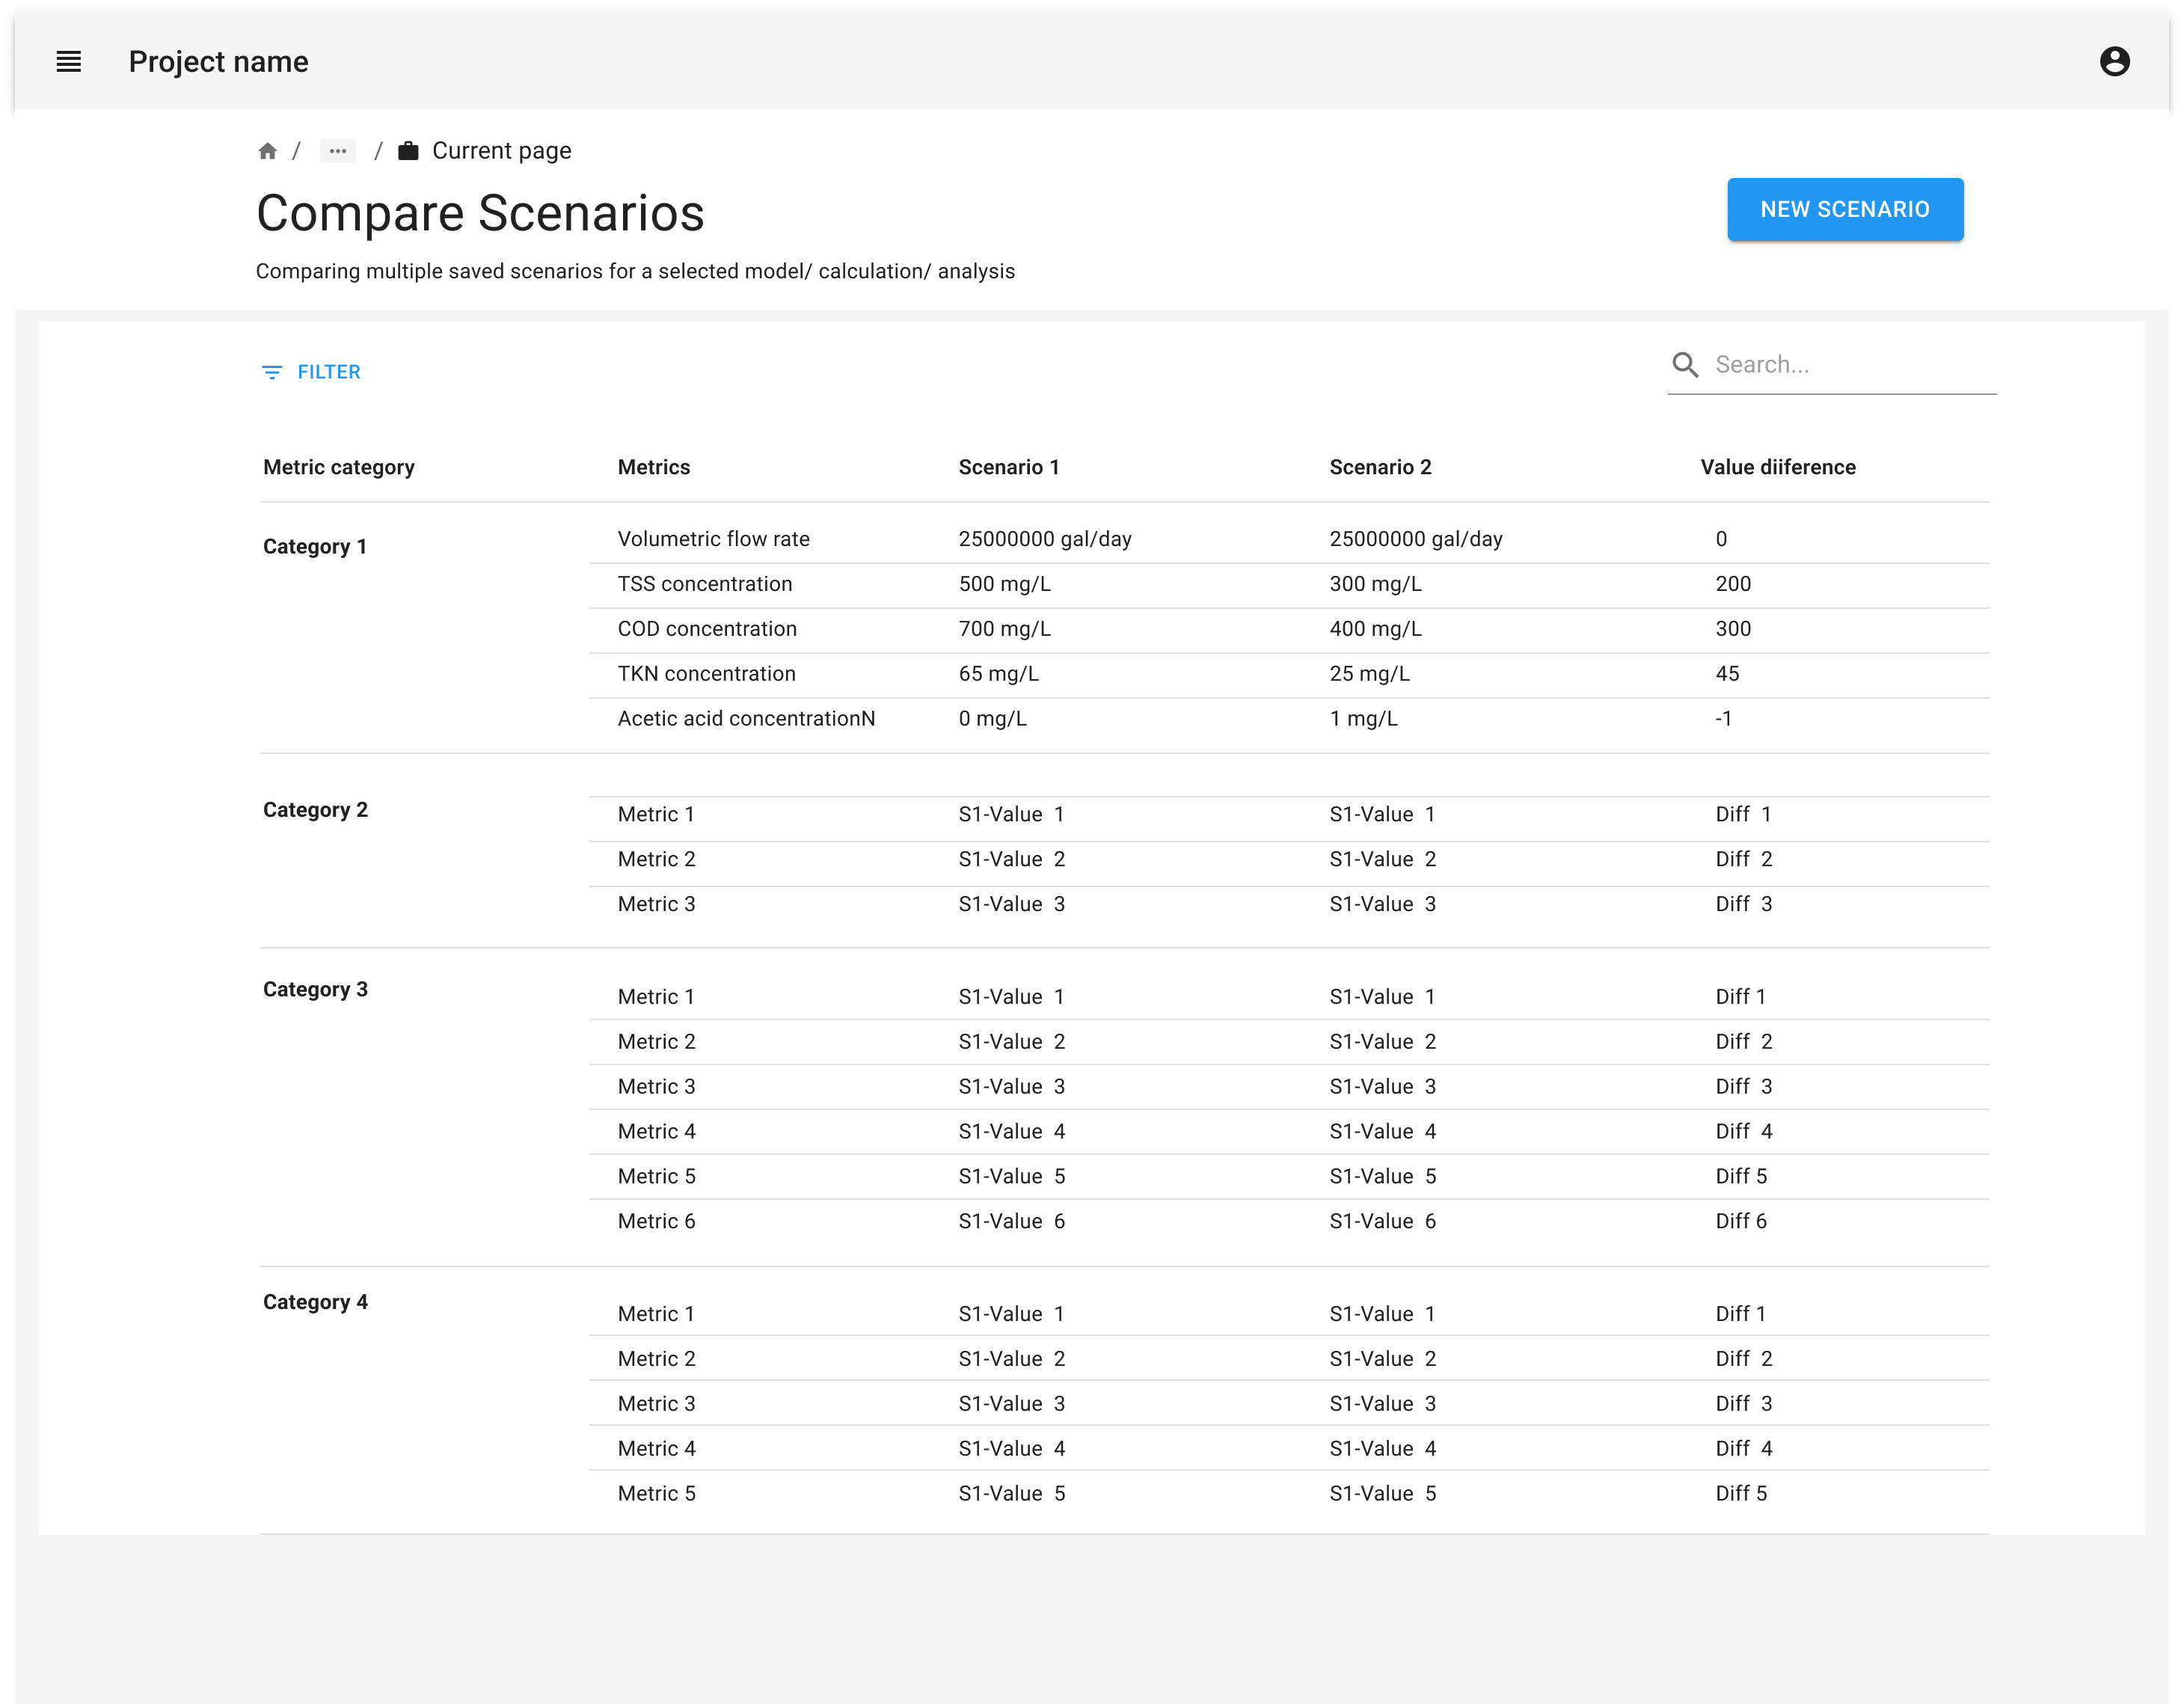 Project name
/ ... / Current page
Compare Scenarios
NEW SCENARIO
Comparing multiple saved scenarios for a selected model/ calculation/ analysis
FILTER
Search...
Metric category Metrics Scenario 1 Scenario 2 Value diiference
Category 1 Volumetric flow rate 25000000 gal/day 25000000 gal/day 0
TSS concentration 500 mg/L 300 mg/L 200
COD concentration 700 mg/L 400 mg/L 300
TKN concentration 65 mg/L 25 mg/L 45
Acetic acid concentrationN 0 mg/L 1 mg/L -1
Category 2 Metric 1 S1-Value 1 S1-Value 1 Diff 1
Metric 2 S1-Value 2 S1-Value 2 Diff 2
Metric 3 S1-Value 3 S1-Value 3 Diff 3
Category 3 Metric 1 S1-Value 1 S1-Value 1 Diff 1
Metric 2 S1-Value 2 S1-Value 2 Diff 2
Metric 3 S1-Value 3 S1-Value 3 Diff 3
Metric 4 S1-Value 4 S1-Value 4 Diff 4
Metric 5 S1-Value 5 S1-Value 5 Diff 5
Metric 6 S1-Value 6 S1-Value 6 Diff 6
Category 4 Metric 1 S1-Value 1 S1-Value 1 Diff 1
Metric 2 S1-Value 2 S1-Value 2 Diff 2
Metric 3 S1-Value 3 S1-Value 3 Diff 3
Metric 4 S1-Value 4 S1-Value 4 Diff 4
Metric 5 S1-Value 5 S1-Value 5 Diff 5